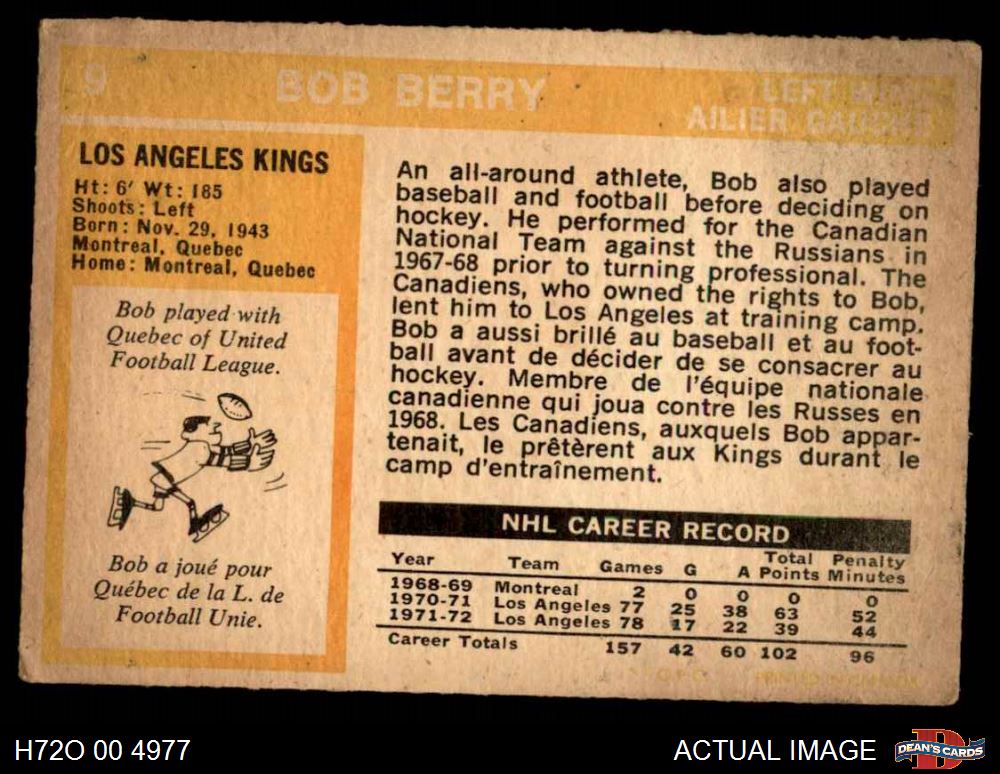 9
BOB BERRY
LEFT WING
AILIER GAUCHE
LOS ANGELES KINGS
Ht: 6' Wt: 185
Shoots: Left
Born: Nov. 29, 1943
Montreal, Quebec
Home: Montreal, Quebec
Bob played with
Quebec of United
Football League.
Bob a joué pour
Québec de la L. de
Football Unie.
An all-around athlete, Bob also played
baseball and football before deciding on
hockey. He performed for the Canadian
National Team against the Russians in
1967-68 prior to turning professional. The
Canadiens, who owned the rights to Bob,
lent him to Los Angeles at training camp.
Bob a aussi brillé au baseball et au foot-
ball avant de décider de se consacrer au
hockey. Membre de l'équipe nationale
canadienne qui joua contre les Russes en
1968. Les Canadiens, auxquels Bob appar-
tenait, le prêtèrent aux Kings durant le
camp d'entraînement.
NHL CAREER RECORD
Year Team Games G A Total Points Penalty Minutes
1968-69 Montreal 2 0 0 0 0
1970-71 Los Angeles 77 25 38 63 52
1971-72 Los Angeles 78 17 22 39 44
Career Totals 157 42 60 102 96
PRINTED IN CANADA
H72O 00 4977
ACTUAL IMAGE
DEAN'S CARDS